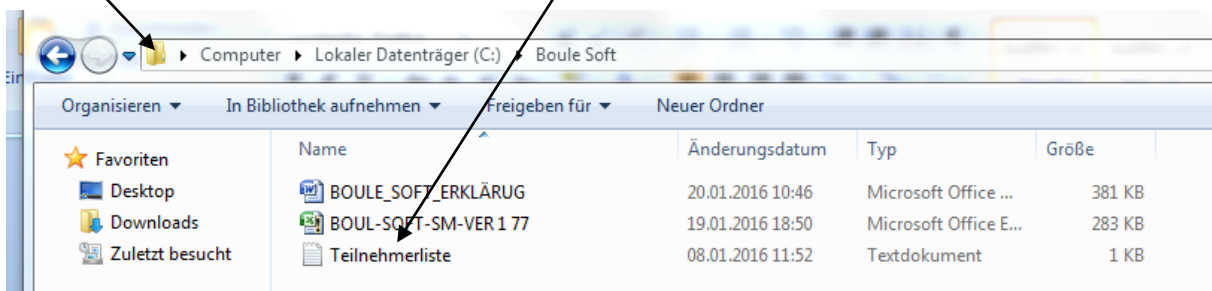 Computer ▸ Lokaler Datenträger (C:) ▸ Boule Soft
Organisieren In Bibliothek aufnehmen Freigeben für Neuer Ordner
Name Änderungsdatum Typ Größe
Favoriten
Desktop BOULE_SOFT_ERKLÄRUG 20.01.2016 10:46 Microsoft Office ... 381 KB
Downloads BOUL-SOFT-SM-VER 1 77 19.01.2016 18:50 Microsoft Office E... 283 KB
Zuletzt besucht Teilnehmerliste 08.01.2016 11:52 Textdokument 1 KB